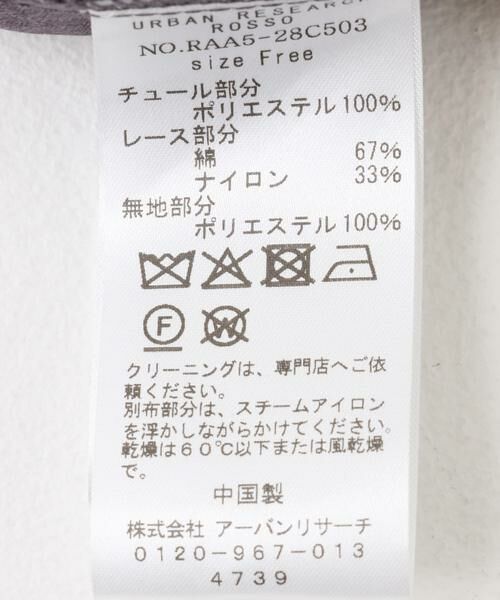 URBAN RESEARCH
ROSSO
NO.RAA5-28C503
size Free
チュール部分
ポリエステル100%
レース部分
綿 67%
ナイロン 33%
無地部分
ポリエステル100%
F W
クリーニングは、専門店へご依
頼ください。
別布部分は、スチームアイロン
を浮かしながらかけてください。
乾燥は60℃以下または風乾燥
で。
中国製
株式会社 アーバンリサーチ
0120-967-013
4739